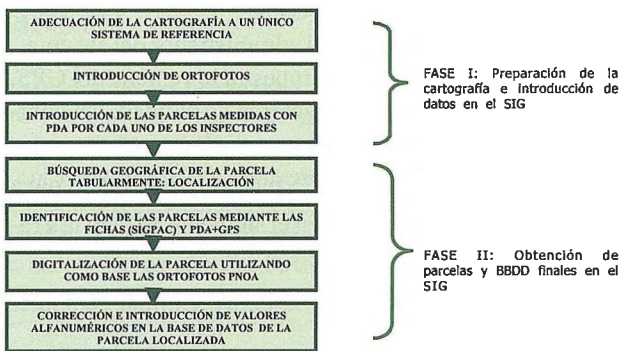 ADECUACIÓN DE LA CARTOGRAFÍA A UN ÚNICO
SISTEMA DE REFERENCIA
INTRODUCCIÓN DE ORTOFOTOS
INTRODUCCIÓN DE LAS PARCELAS MEDIDAS CON
PDA POR CADA UNO DE LOS INSPECTORES
FASE I: Preparación de la
cartografía e introducción de
datos en el SIG
BÚSQUEDA GEOGRÁFICA DE LA PARCELA
TABULARMENTE: LOCALIZACIÓN
IDENTIFICACIÓN DE LAS PARCELAS MEDIANTE LAS
FICHAS (SIGPAC) Y PDA+GPS
DIGITALIZACIÓN DE LA PARCELA UTILIZANDO
COMO BASE LAS ORTOFOTOS PNOA
CORRECCIÓN E INTRODUCCIÓN DE VALORES
ALFANUMÉRICOS EN LA BASE DE DATOS DE LA
PARCELA LOCALIZADA
FASE II: Obtención de
parcelas y BBDD finales en el
SIG